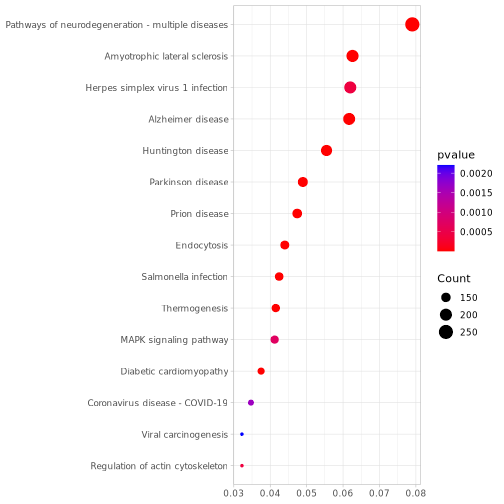 Pathways of neurodegeneration - multiple diseases
Amyotrophic lateral sclerosis
Herpes simplex virus 1 infection
Alzheimer disease
Huntington disease
Parkinson disease
Prion disease
Endocytosis
Salmonella infection
Thermogenesis
MAPK signaling pathway
Diabetic cardiomyopathy
Coronavirus disease - COVID-19
Viral carcinogenesis
Regulation of actin cytoskeleton
0.03 0.04 0.05 0.06 0.07 0.08
pvalue
0.0020
0.0015
0.0010
0.0005
Count
150
200
250